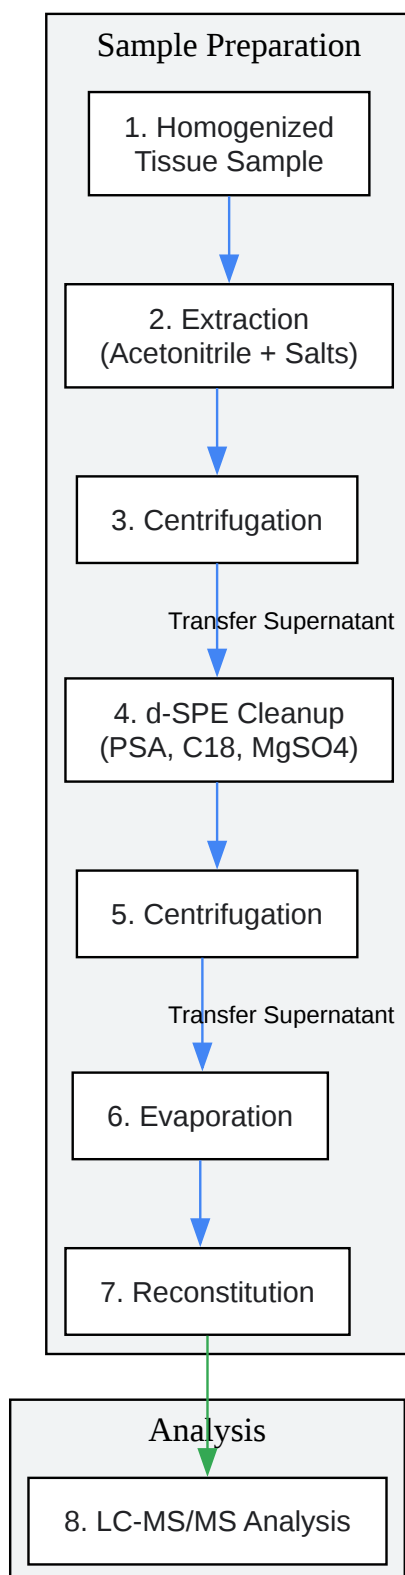 Sample Preparation
1. Homogenized
Tissue Sample
2. Extraction
(Acetonitrile + Salts)
3. Centrifugation
Transfer Supernatant
4. d-SPE Cleanup
(PSA, C18, MgSO4)
5. Centrifugation
Transfer Supernatant
6. Evaporation
7. Reconstitution
Analysis
8. LC-MS/MS Analysis